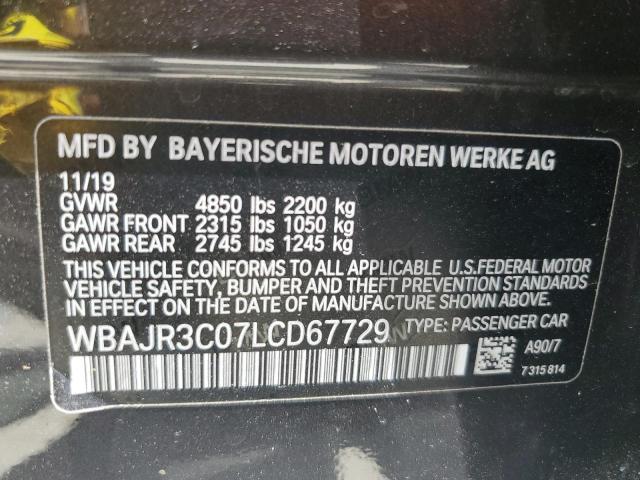 MFD BY BAYERISCHE MOTOREN WERKE AG
11/19
GVWR 4850 lbs 2200 kg
GAWR FRONT 2315 lbs 1050 kg
GAWR REAR 2745 lbs 1245 kg
THIS VEHICLE CONFORMS TO ALL APPLICABLE U.S.FEDERAL MOTOR
VEHICLE SAFETY, BUMPER AND THEFT PREVENTION STANDARDS
IN EFFECT ON THE DATE OF MANUFACTURE SHOWN ABOVE.
WBAJR3C07LCD67729 TYPE: PASSENGER CAR
A90/7
7 315 814